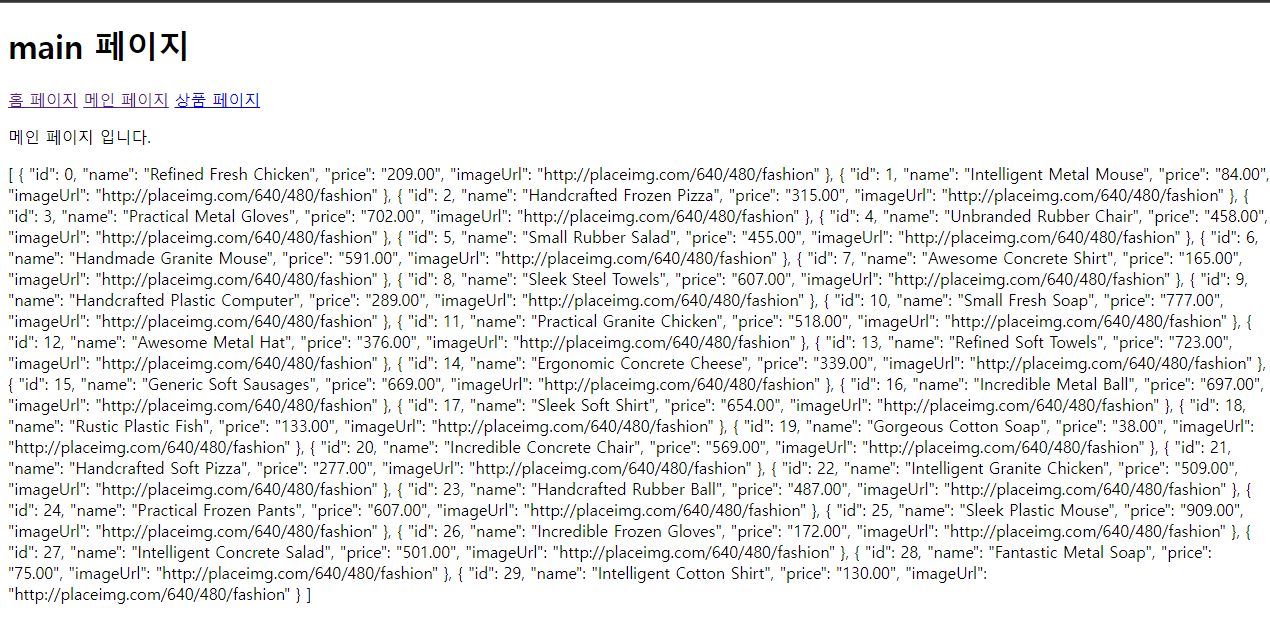 main 페이지
홈 페이지 메인 페이지 상품 페이지
메인 페이지 입니다.
[ { "id": 0, "name": "Refined Fresh Chicken", "price": "209.00", "imageUrl": "http://placeimg.com/640/480/fashion" }, { "id": 1, "name": "Intelligent Metal Mouse", "price": "84.00",
"imageUrl": "http://placeimg.com/640/480/fashion" }, { "id": 2, "name": "Handcrafted Frozen Pizza", "price": "315.00", "imageUrl": "http://placeimg.com/640/480/fashion" }, {
"id": 3, "name": "Practical Metal Gloves", "price": "702.00", "imageUrl": "http://placeimg.com/640/480/fashion" }, { "id": 4, "name": "Unbranded Rubber Chair", "price": "458.00",
"imageUrl": "http://placeimg.com/640/480/fashion" }, { "id": 5, "name": "Small Rubber Salad", "price": "455.00", "imageUrl": "http://placeimg.com/640/480/fashion" }, { "id": 6,
"name": "Handmade Granite Mouse", "price": "591.00", "imageUrl": "http://placeimg.com/640/480/fashion" }, { "id": 7, "name": "Awesome Concrete Shirt", "price": "165.00",
"imageUrl": "http://placeimg.com/640/480/fashion" }, { "id": 8, "name": "Sleek Steel Towels", "price": "607.00", "imageUrl": "http://placeimg.com/640/480/fashion" }, { "id": 9,
"name": "Handcrafted Plastic Computer", "price": "289.00", "imageUrl": "http://placeimg.com/640/480/fashion" }, { "id": 10, "name": "Small Fresh Soap", "price": "777.00",
"imageUrl": "http://placeimg.com/640/480/fashion" }, { "id": 11, "name": "Practical Granite Chicken", "price": "518.00", "imageUrl": "http://placeimg.com/640/480/fashion" }, {
"id": 12, "name": "Awesome Metal Hat", "price": "376.00", "imageUrl": "http://placeimg.com/640/480/fashion" }, { "id": 13, "name": "Refined Soft Towels", "price": "723.00",
"imageUrl": "http://placeimg.com/640/480/fashion" }, { "id": 14, "name": "Ergonomic Concrete Cheese", "price": "339.00", "imageUrl": "http://placeimg.com/640/480/fashion" },
{ "id": 15, "name": "Generic Soft Sausages", "price": "669.00", "imageUrl": "http://placeimg.com/640/480/fashion" }, { "id": 16, "name": "Incredible Metal Ball", "price": "697.00",
"imageUrl": "http://placeimg.com/640/480/fashion" }, { "id": 17, "name": "Sleek Soft Shirt", "price": "654.00", "imageUrl": "http://placeimg.com/640/480/fashion" }, { "id": 18,
"name": "Rustic Plastic Fish", "price": "133.00", "imageUrl": "http://placeimg.com/640/480/fashion" }, { "id": 19, "name": "Gorgeous Cotton Soap", "price": "38.00", "imageUrl":
"http://placeimg.com/640/480/fashion" }, { "id": 20, "name": "Incredible Concrete Chair", "price": "569.00", "imageUrl": "http://placeimg.com/640/480/fashion" }, { "id": 21,
"name": "Handcrafted Soft Pizza", "price": "277.00", "imageUrl": "http://placeimg.com/640/480/fashion" }, { "id": 22, "name": "Intelligent Granite Chicken", "price": "509.00",
"imageUrl": "http://placeimg.com/640/480/fashion" }, { "id": 23, "name": "Handcrafted Rubber Ball", "price": "487.00", "imageUrl": "http://placeimg.com/640/480/fashion" }, {
"id": 24, "name": "Practical Frozen Pants", "price": "607.00", "imageUrl": "http://placeimg.com/640/480/fashion" }, { "id": 25, "name": "Sleek Plastic Mouse", "price": "909.00",
"imageUrl": "http://placeimg.com/640/480/fashion" }, { "id": 26, "name": "Incredible Frozen Gloves", "price": "172.00", "imageUrl": "http://placeimg.com/640/480/fashion" }, {
"id": 27, "name": "Intelligent Concrete Salad", "price": "501.00", "imageUrl": "http://placeimg.com/640/480/fashion" }, { "id": 28, "name": "Fantastic Metal Soap", "price":
"75.00", "imageUrl": "http://placeimg.com/640/480/fashion" }, { "id": 29, "name": "Intelligent Cotton Shirt", "price": "130.00", "imageUrl":
"http://placeimg.com/640/480/fashion" } ]